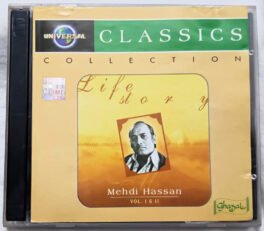 UNIVERSAL
CLASSICS
COLLECTION
Life
story
Mehdi Hassan
VOL. I & II
Ghazal